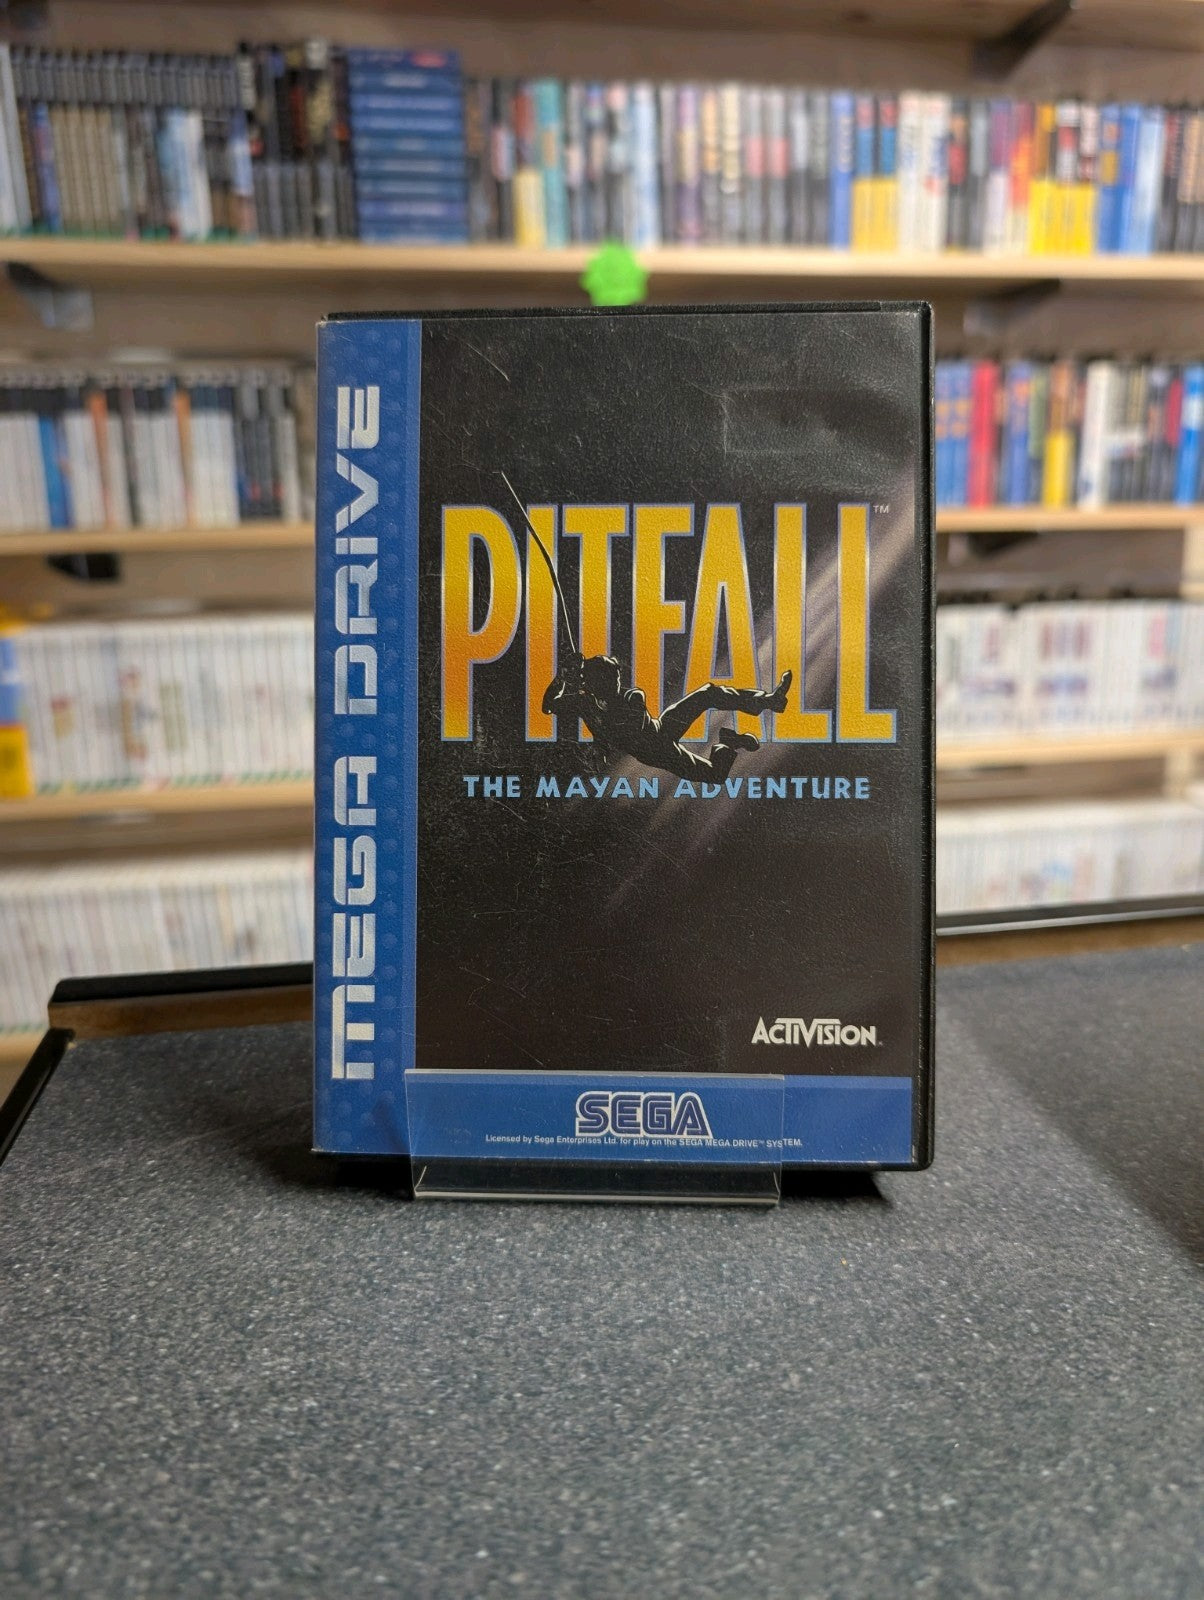 MEGA DRIVE
PITFALL™
THE MAYAN ADVENTURE
ACTIVISION.
SEGA
Licensed by Sega Enterprises Ltd. for play on the SEGA MEGA DRIVE™ SYSTEM.